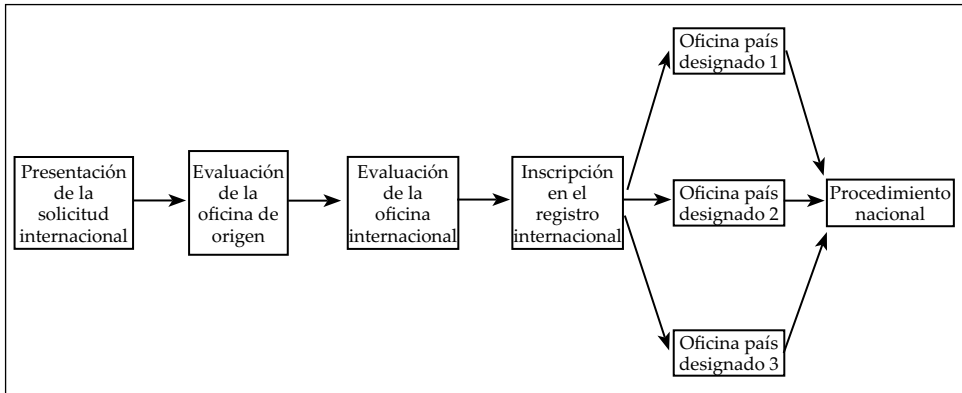 Presentación
de la
solicitud
internacional
Evaluación
de la
oficina de
origen
Evaluación
de la
oficina
internacional
Inscripción
en el
registro
internacional
Oficina país
designado 1
Oficina país
designado 2
Oficina país
designado 3
Procedimiento
nacional